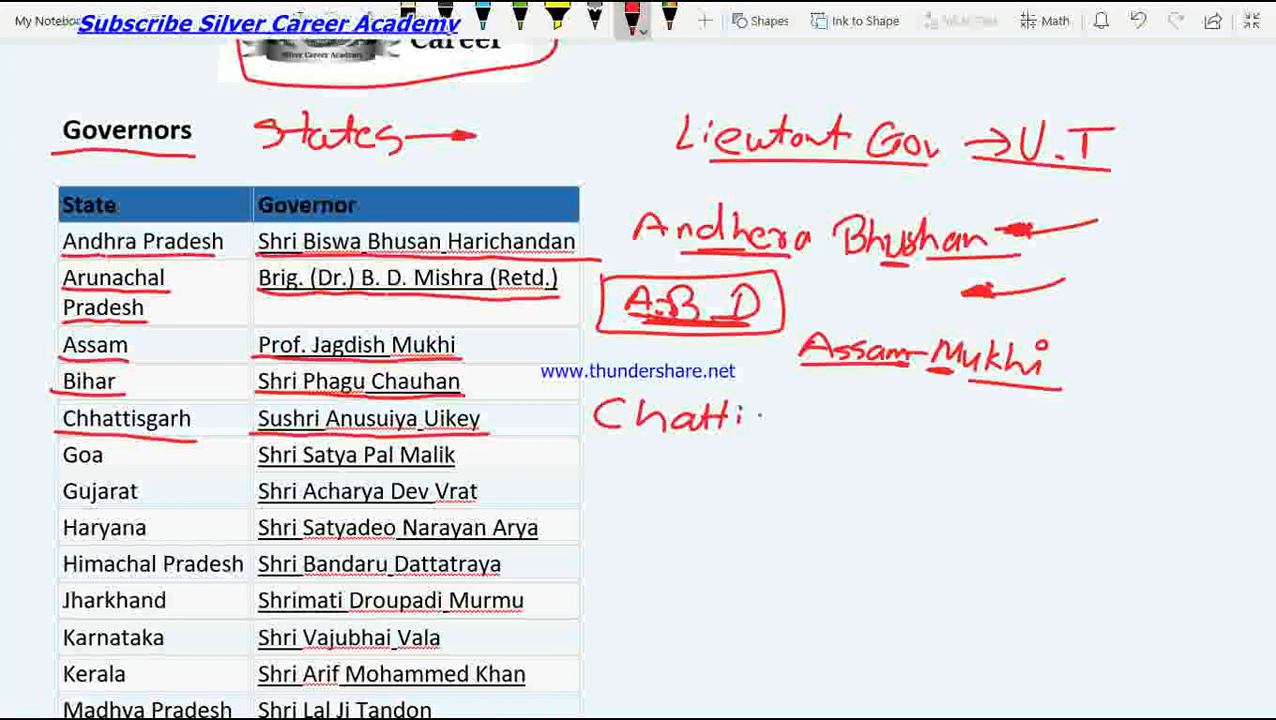 My Notebo
Subscribe Silver Career Academy
Shapes
Ink to Shape
Ink to Text
Math
Career
Silver Career Academy
Governors
States
Lieutont Gov → U.T
State Governor
Andhra Pradesh Shri Biswa Bhusan Harichandan
Arunachal
Pradesh
Brig. (Dr.) B. D. Mishra (Retd.)
Assam Prof. Jagdish Mukhi
Bihar Shri Phagu Chauhan
Chhattisgarh Sushri Anusuiya Uikey
Goa Shri Satya Pal Malik
Gujarat Shri Acharya Dev Vrat
Haryana Shri Satyadeo Narayan Arya
Himachal Pradesh Shri Bandaru Dattatraya
Jharkhand Shrimati Droupadi Murmu
Karnataka Shri Vajubhai Vala
Kerala Shri Arif Mohammed Khan
Madhya Pradesh Shri Lal Ji Tandon
Andhera Bhushan
A.B D
Assam-Mukhi
www.thundershare.net
Chatti